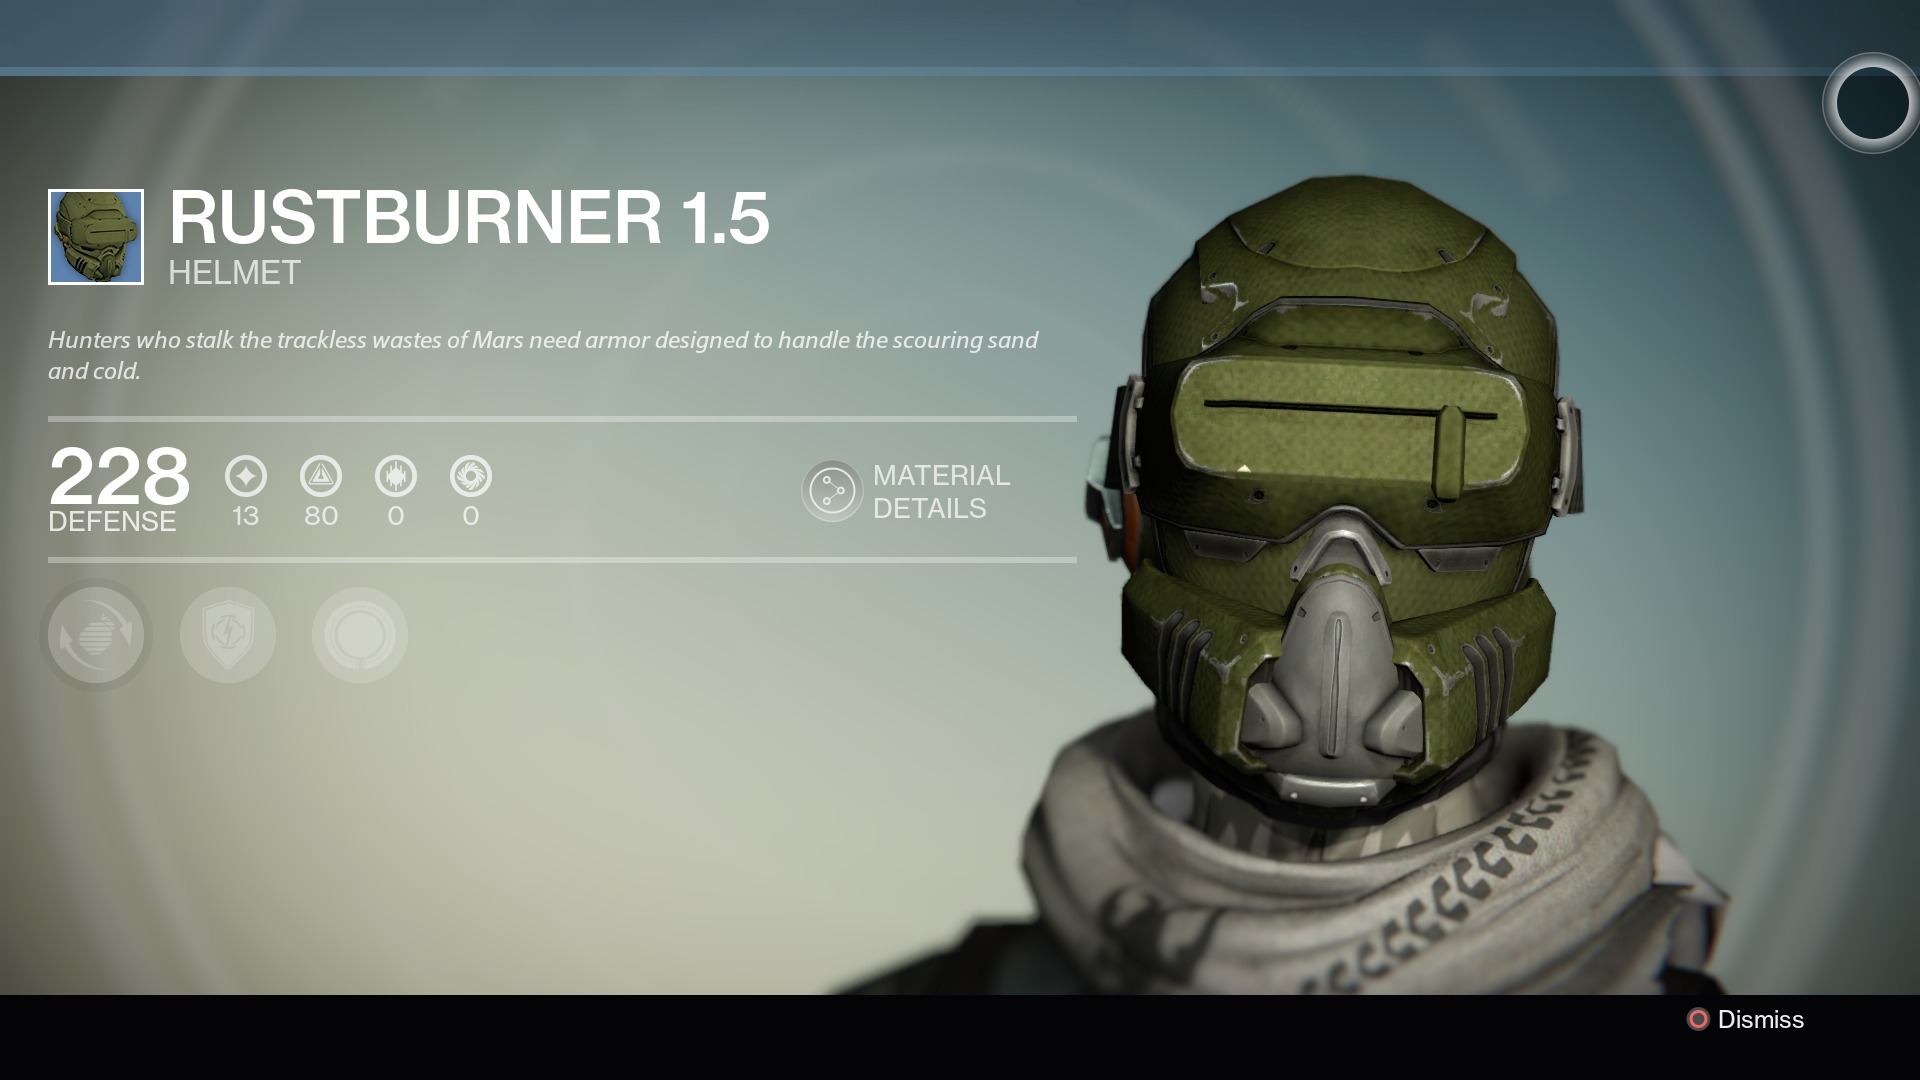 RUSTBURNER 1.5
HELMET
Hunters who stalk the trackless wastes of Mars need armor designed to handle the scouring sand
and cold.
228
DEFENSE
13
80
0
0
MATERIAL
DETAILS
Dismiss